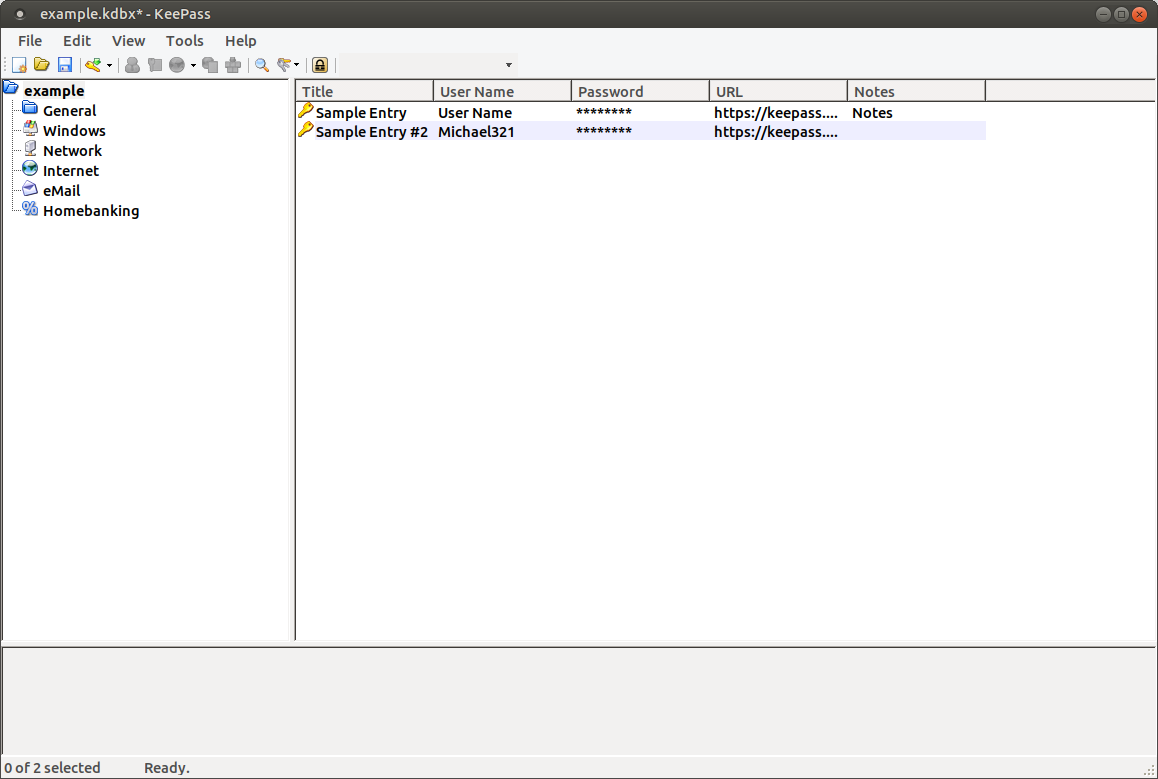 example.kdbx* - KeePass
File Edit View Tools Help
example
General
Windows
Network
Internet
eMail
Homebanking
Title User Name Password URL Notes
Sample Entry User Name ******** https://keepass.... Notes
Sample Entry #2 Michael321 ******** https://keepass....
0 of 2 selected Ready.